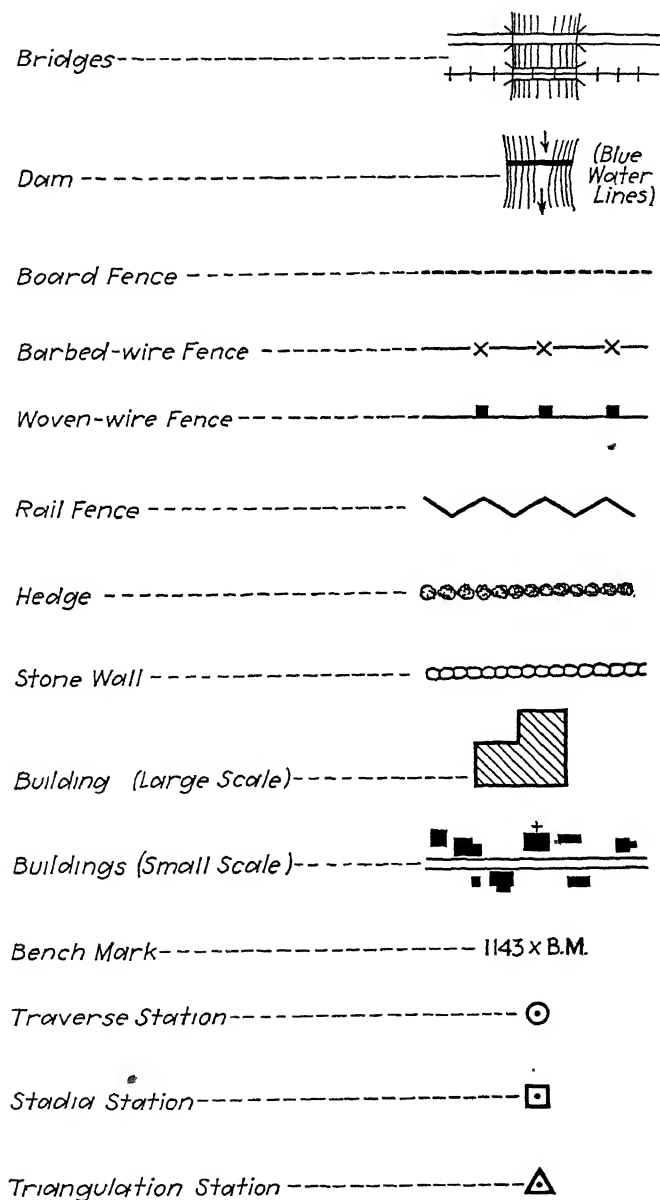 Bridges
Dam
(Blue
Water
Lines)
Board Fence
Barbed-wire Fence
Woven-wire Fence
Rail Fence
Hedge
Stone Wall
Building (Large Scale)
Buildings (Small Scale)
Bench Mark 1143 x B.M.
Traverse Station
Stadia Station
Triangulation Station